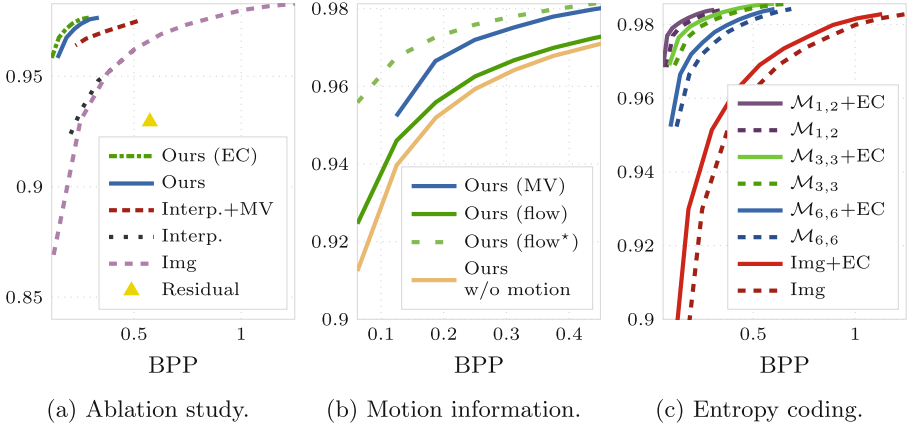 0.95
0.9
0.85
0.5
1
BPP
Ours (EC)
Ours
Interp.+MV
Interp.
Img
Residual
(a) Ablation study.
0.98
0.96
0.94
0.92
0.9
0.1
0.2
0.3
0.4
BPP
Ours (MV)
Ours (flow)
Ours (flow⋆)
Ours
w/o motion
(b) Motion information.
0.98
0.96
0.94
0.92
0.9
0.5
1
BPP
ℳ1,2+EC
ℳ1,2
ℳ3,3+EC
ℳ3,3
ℳ6,6+EC
ℳ6,6
Img+EC
Img
(c) Entropy coding.